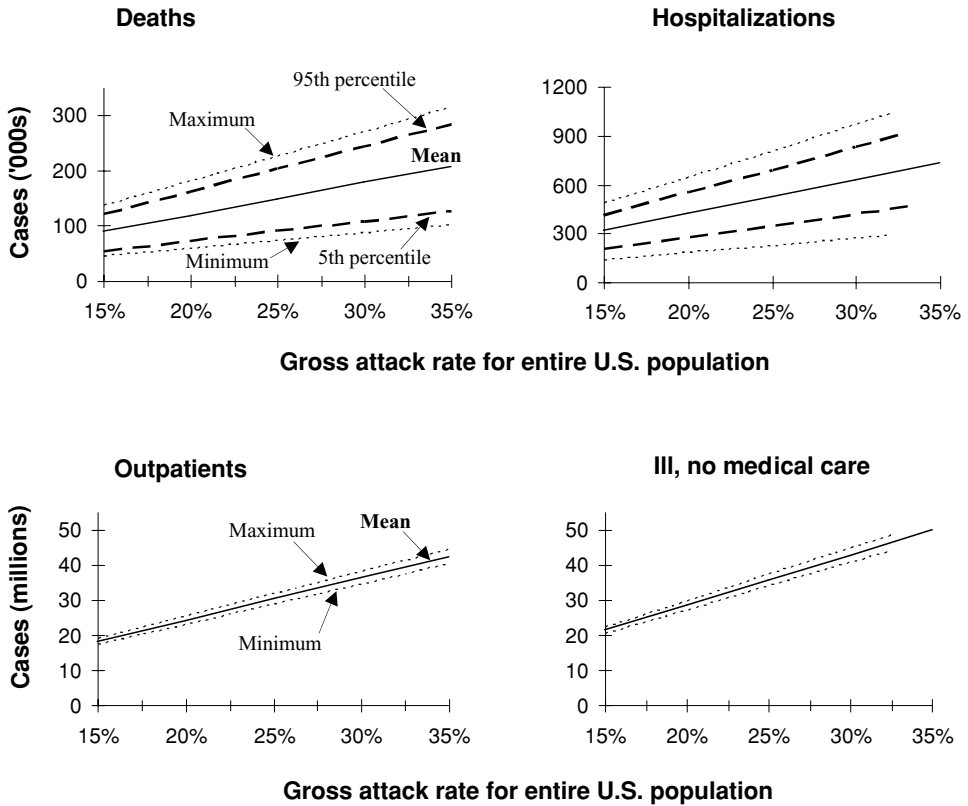 Deaths
Hospitalizations
Cases ('000s)
300
200
100
0
Maximum
95th percentile
Mean
Minimum
5th percentile
15%
20%
25%
30%
35%
1200
900
600
300
0
15%
20%
25%
30%
35%
Gross attack rate for entire U.S. population
Outpatients
Ill, no medical care
Cases (millions)
50
40
30
20
10
0
Maximum
Mean
Minimum
15%
20%
25%
30%
35%
50
40
30
20
10
0
15%
20%
25%
30%
35%
Gross attack rate for entire U.S. population